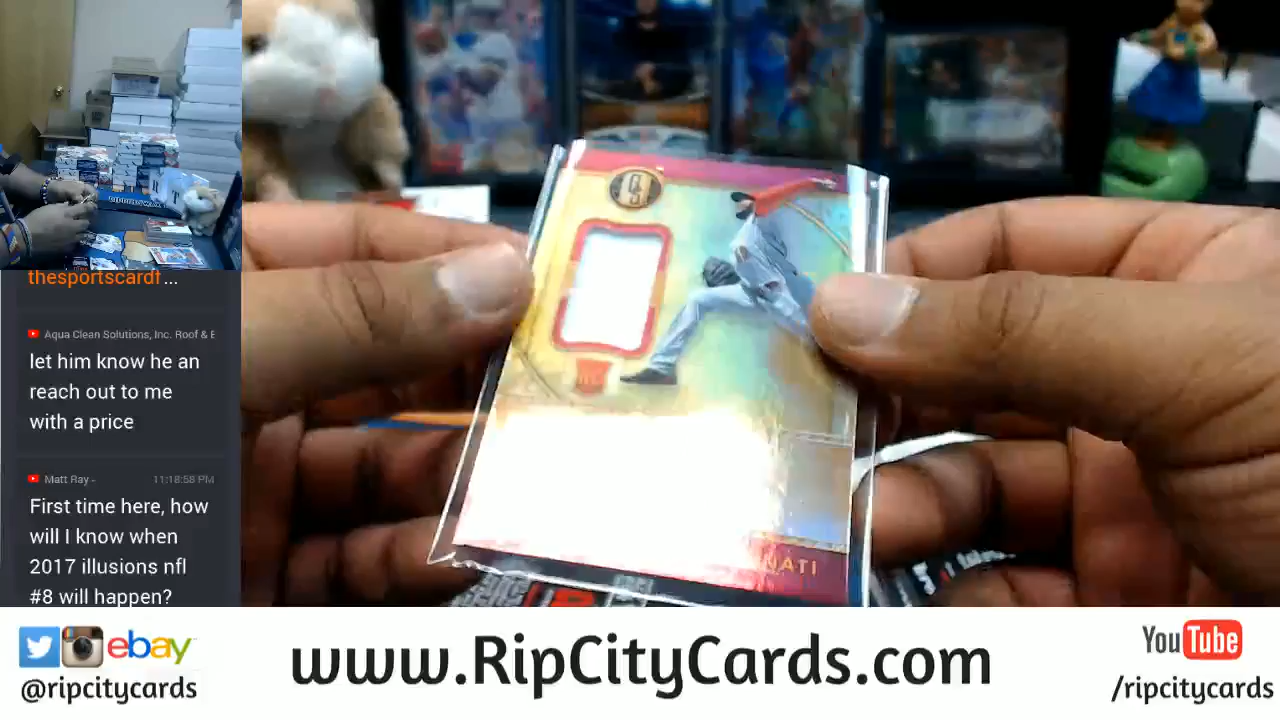 thesportscardf...
Aqua Clean Solutions, Inc. Roof & E
let him know he an
reach out to me
with a price
Matt Ray -
11:18:58 PM
First time here, how
will I know when
2017 illusions nfl
#8 will happen?
GS
NATI
ebay
@ripcitycards
www.RipCityCards.com
YouTube
/ripcitycards